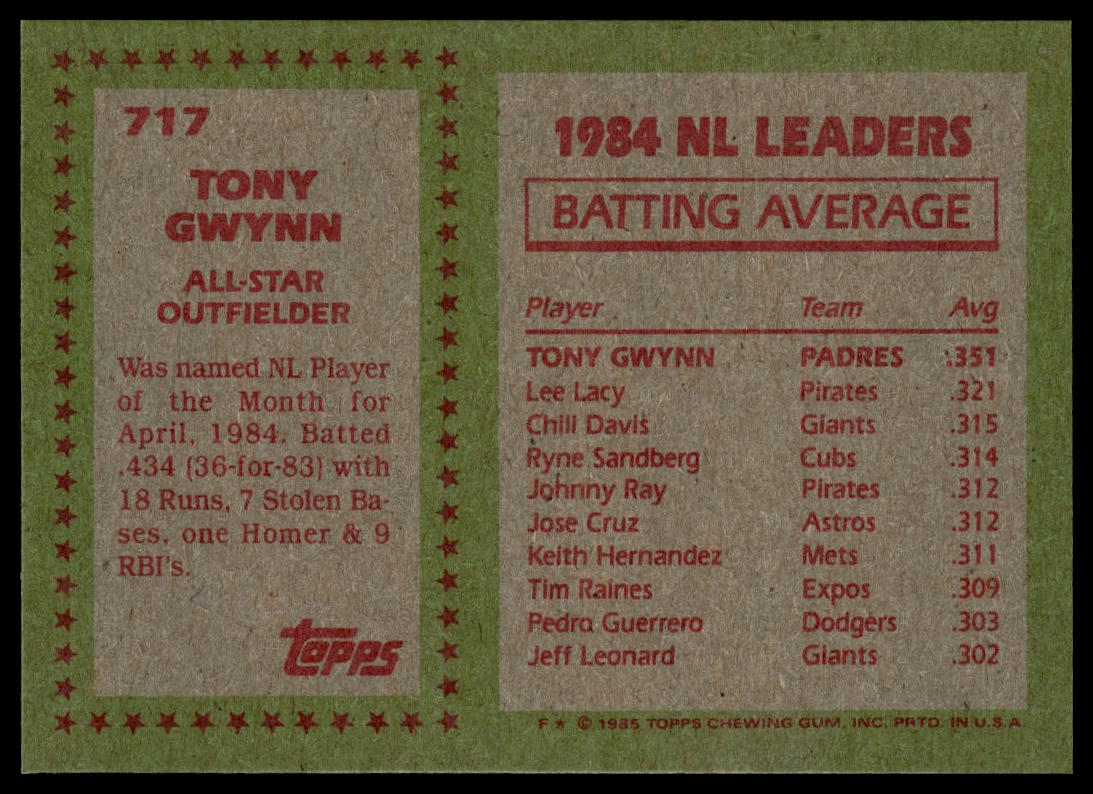 717
TONY
GWYNN
ALL-STAR
OUTFIELDER
Was named NL Player
of the Month for
April, 1984. Batted
.434 (36-for-83) with
18 Runs, 7 Stolen Ba-
ses, one Homer & 9
RBI's.
TOPPS
1984 NL LEADERS
BATTING AVERAGE
Player Team Avg
TONY GWYNN PADRES .351
Lee Lacy Pirates .321
Chili Davis Giants .315
Ryne Sandberg Cubs .314
Johnny Ray Pirates .312
Jose Cruz Astros .312
Keith Hernandez Mets .311
Tim Raines Expos .309
Pedro Guerrero Dodgers .303
Jeff Leonard Giants .302
F ★ © 1985 TOPPS CHEWING GUM, INC. PRTD. IN U.S.A